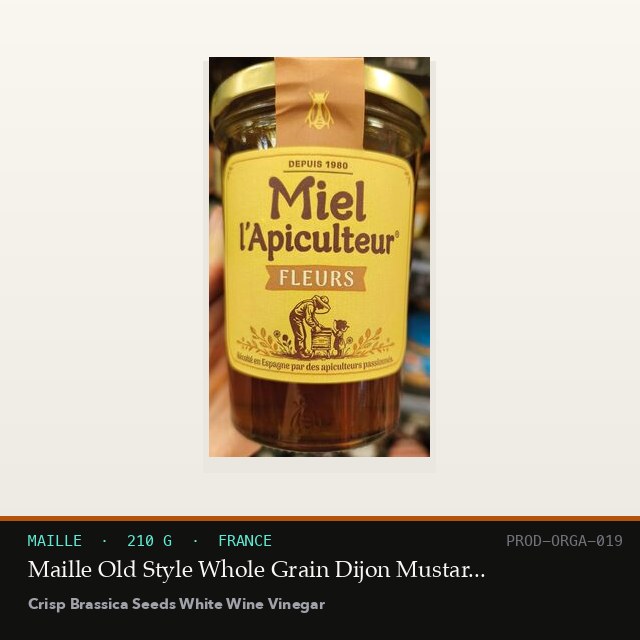 DEPUIS 1980
Miel
l'Apiculteur®
FLEURS
Récolté en Espagne par des apiculteurs passionnés
MAILLE · 210 G · FRANCE
PROD–ORGA–019
Maille Old Style Whole Grain Dijon Mustar...
Crisp Brassica Seeds White Wine Vinegar